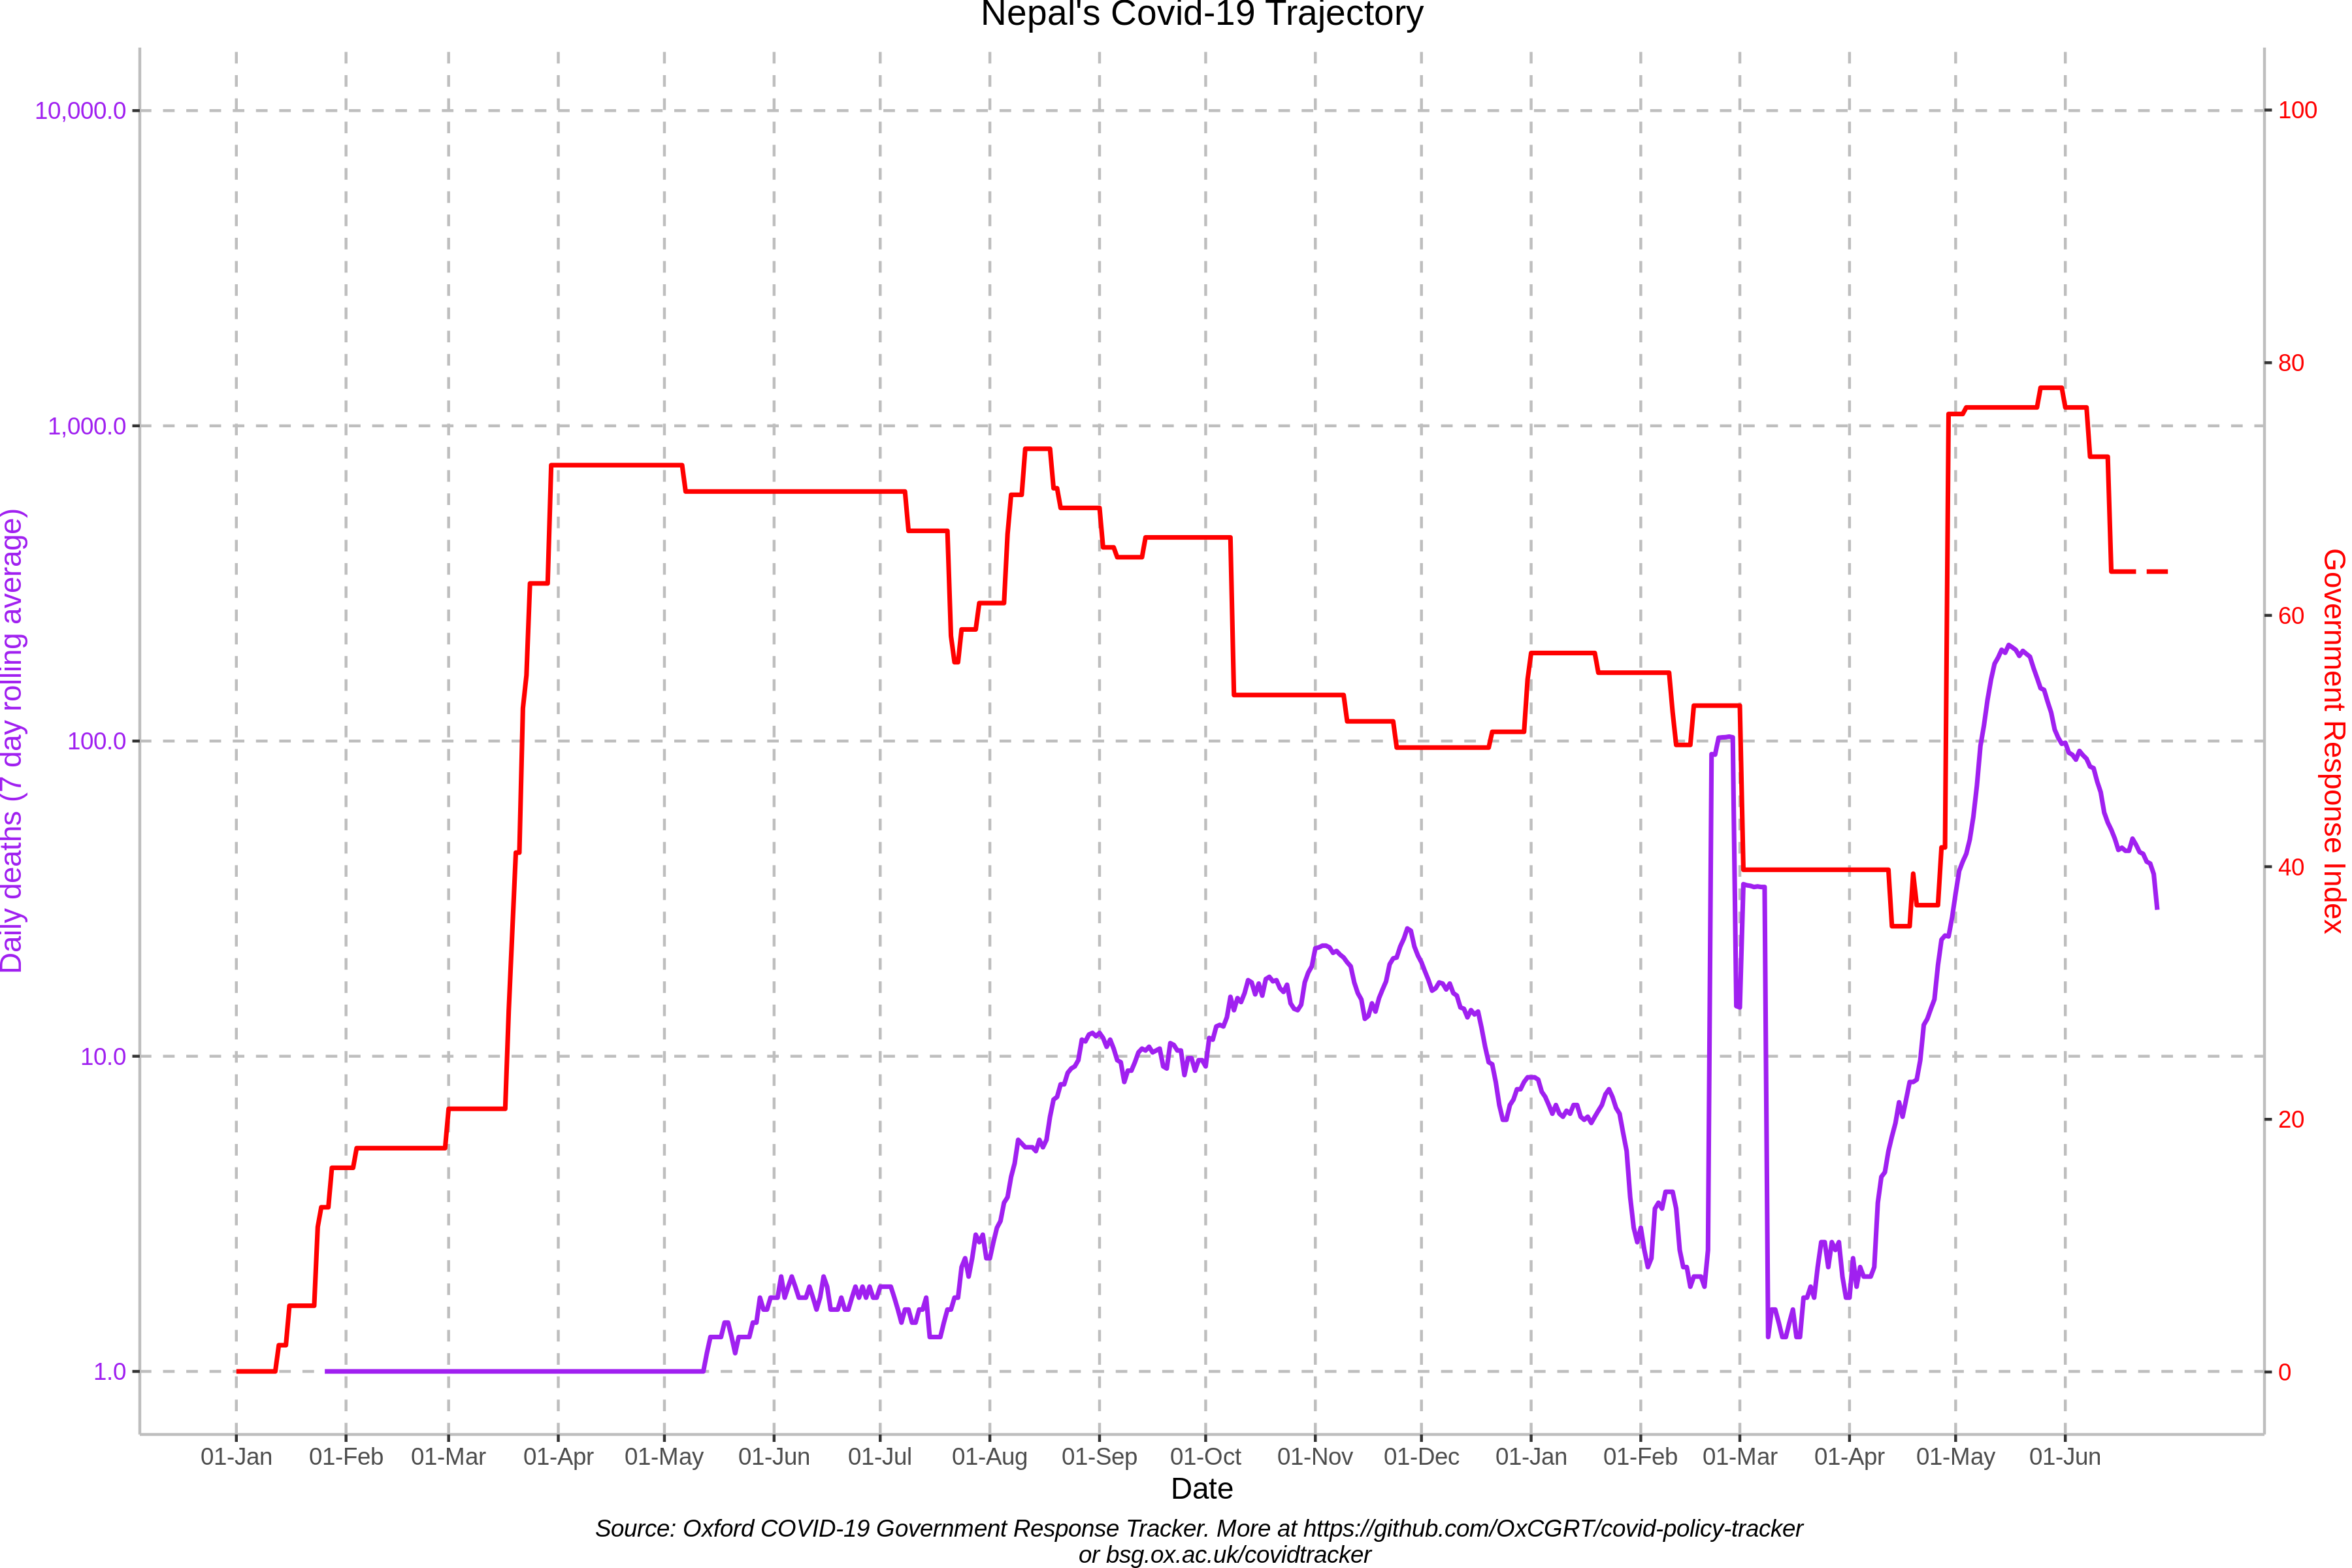 Nepal's Covid-19 Trajectory
10,000.0
1,000.0
100.0
10.0
1.0
Daily deaths (7 day rolling average)
100
80
60
40
20
0
Government Response Index
01-Jan 01-Feb 01-Mar 01-Apr 01-May 01-Jun 01-Jul 01-Aug 01-Sep 01-Oct 01-Nov 01-Dec 01-Jan 01-Feb 01-Mar 01-Apr 01-May 01-Jun
Date
Source: Oxford COVID-19 Government Response Tracker. More at https://github.com/OxCGRT/covid-policy-tracker
or bsg.ox.ac.uk/covidtracker